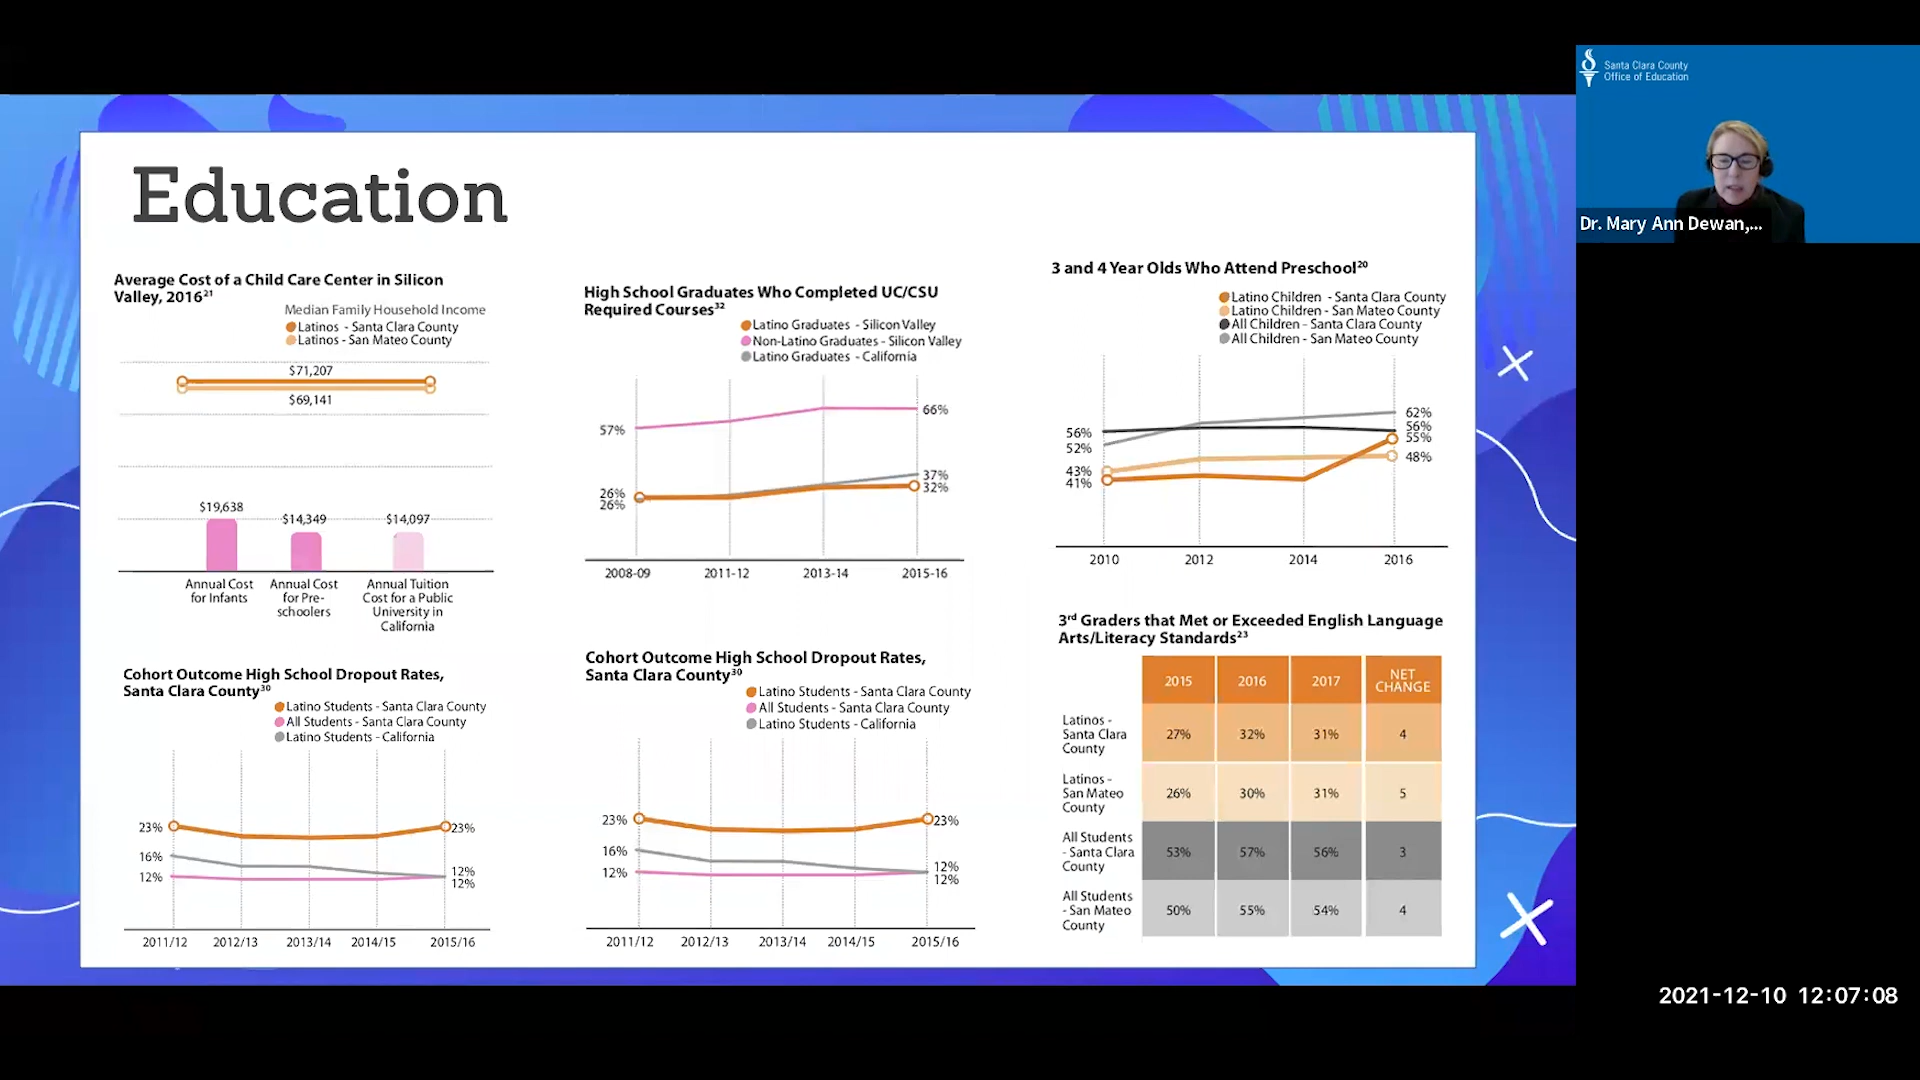 Santa Clara County
Office of Education
Dr. Mary Ann Dewan,...
Education
Average Cost of a Child Care Center in Silicon
Valley, 2016²¹
Median Family Household Income
Latinos - Santa Clara County
Latinos - San Mateo County
$71,207
$69,141
$19,638
$14,349
$14,097
Annual Cost
for Infants
Annual Cost
for Pre-
schoolers
Annual Tuition
Cost for a Public
University in
California
High School Graduates Who Completed UC/CSU
Required Courses³²
Latino Graduates - Silicon Valley
Non-Latino Graduates - Silicon Valley
Latino Graduates - California
57%
66%
26%
26%
37%
32%
2008-09
2011-12
2013-14
2015-16
3 and 4 Year Olds Who Attend Preschool²⁰
Latino Children - Santa Clara County
Latino Children - San Mateo County
All Children - Santa Clara County
All Children - San Mateo County
56%
52%
43%
41%
62%
56%
55%
48%
2010
2012
2014
2016
Cohort Outcome High School Dropout Rates,
Santa Clara County³⁰
Latino Students - Santa Clara County
All Students - Santa Clara County
Latino Students - California
23%
16%
12%
23%
12%
12%
2011/12
2012/13
2013/14
2014/15
2015/16
Cohort Outcome High School Dropout Rates,
Santa Clara County³⁰
Latino Students - Santa Clara County
All Students - Santa Clara County
Latino Students - California
23%
16%
12%
23%
12%
12%
2011/12
2012/13
2013/14
2014/15
2015/16
3rd Graders that Met or Exceeded English Language
Arts/Literacy Standards²³
2015 2016 2017 NET
CHANGE
Latinos -
Santa Clara
County
27% 32% 31% 4
Latinos -
San Mateo
County
26% 30% 31% 5
All Students
- Santa Clara
County
53% 57% 56% 3
All Students
- San Mateo
County
50% 55% 54% 4
2021-12-10 12:07:08